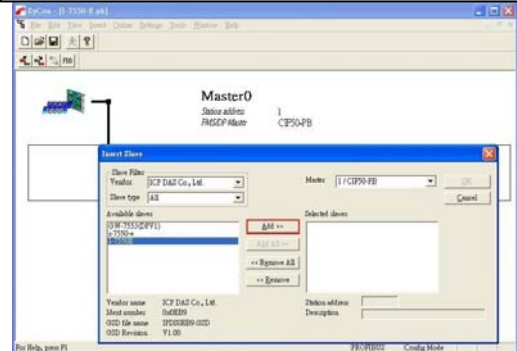 SyCon - [I-7550-E.pb]
File Edit View Insert Online Settings Tools Window Help
Master0
Station address 1
FMS/DP Master CIF50-PB
Insert Slave
Slave Filter
Vendor ICP DAS Co., Ltd.
Slave type All
Master 1 / CIF50-PB
OK
Cancel
Available slaves
GW-7553(DPV1)
i-7550-e
I-7550E
Add >>
Add All >>
<< Remove All
<< Remove
Selected slaves
Vendor name ICP DAS Co., Ltd.
Ident number
GSD file name
GSD Revision V1.00
Station address
Description
For Help, press F1
PROFIBUS Config Mode